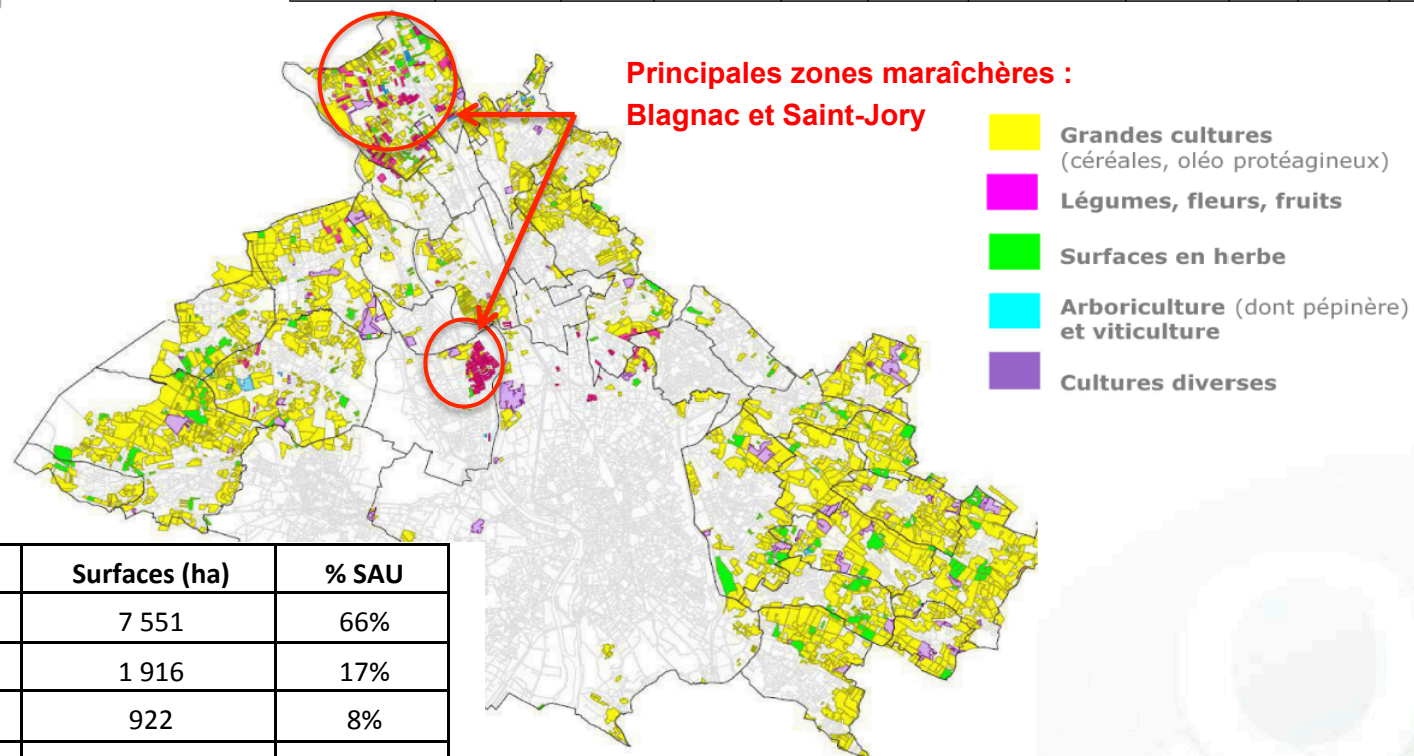 Principales zones maraîchères :
Blagnac et Saint-Jory
Grandes cultures
(céréales, oléo protéagineux)
Légumes, fleurs, fruits
Surfaces en herbe
Arboriculture (dont pépinère)
et viticulture
Cultures diverses
Surfaces (ha) % SAU
7 551 66%
1 916 17%
922 8%